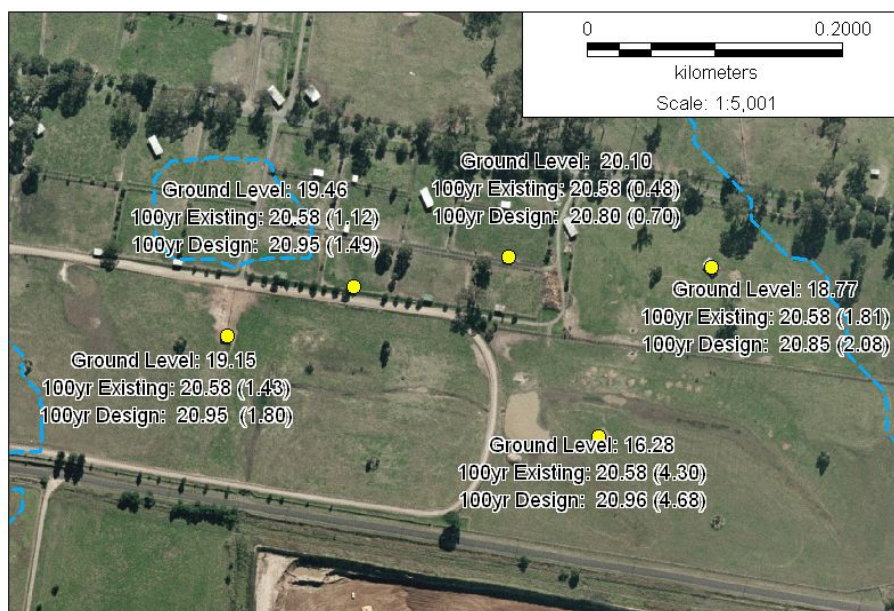 0 0.2000
kilometers
Scale: 1:5,001
Ground Level: 20.10
100yr Existing: 20.58 (0.48)
100yr Design: 20.80 (0.70)
Ground Level: 19.46
100yr Existing: 20.58 (1.12)
100yr Design: 20.95 (1.49)
Ground Level: 18.77
100yr Existing: 20.58 (1.81)
100yr Design: 20.85 (2.08)
Ground Level: 19.15
100yr Existing: 20.58 (1.43)
100yr Design: 20.95 (1.80)
Ground Level: 16.28
100yr Existing: 20.58 (4.30)
100yr Design: 20.96 (4.68)